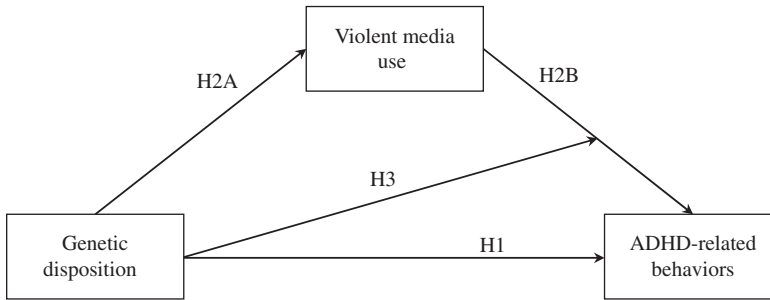 Violent media
use
H2A
H2B
H3
Genetic
disposition
H1
ADHD-related
behaviors